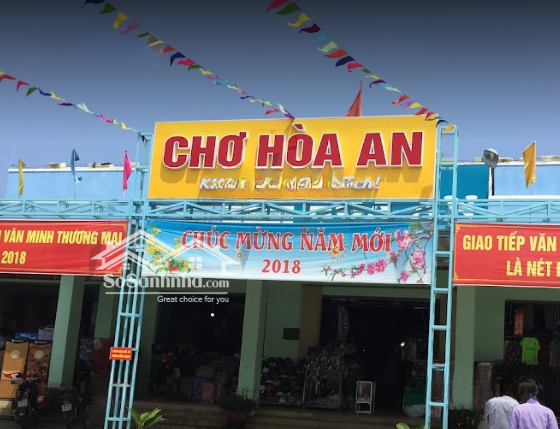 CHỢ HÒA AN
VĂN MINH THƯƠNG MẠI
2018
CHÚC MỪNG NĂM MỚI
2018
GIAO TIẾP VĂN
LÀ NÉT
SoSanhnha.com
Great choice for you